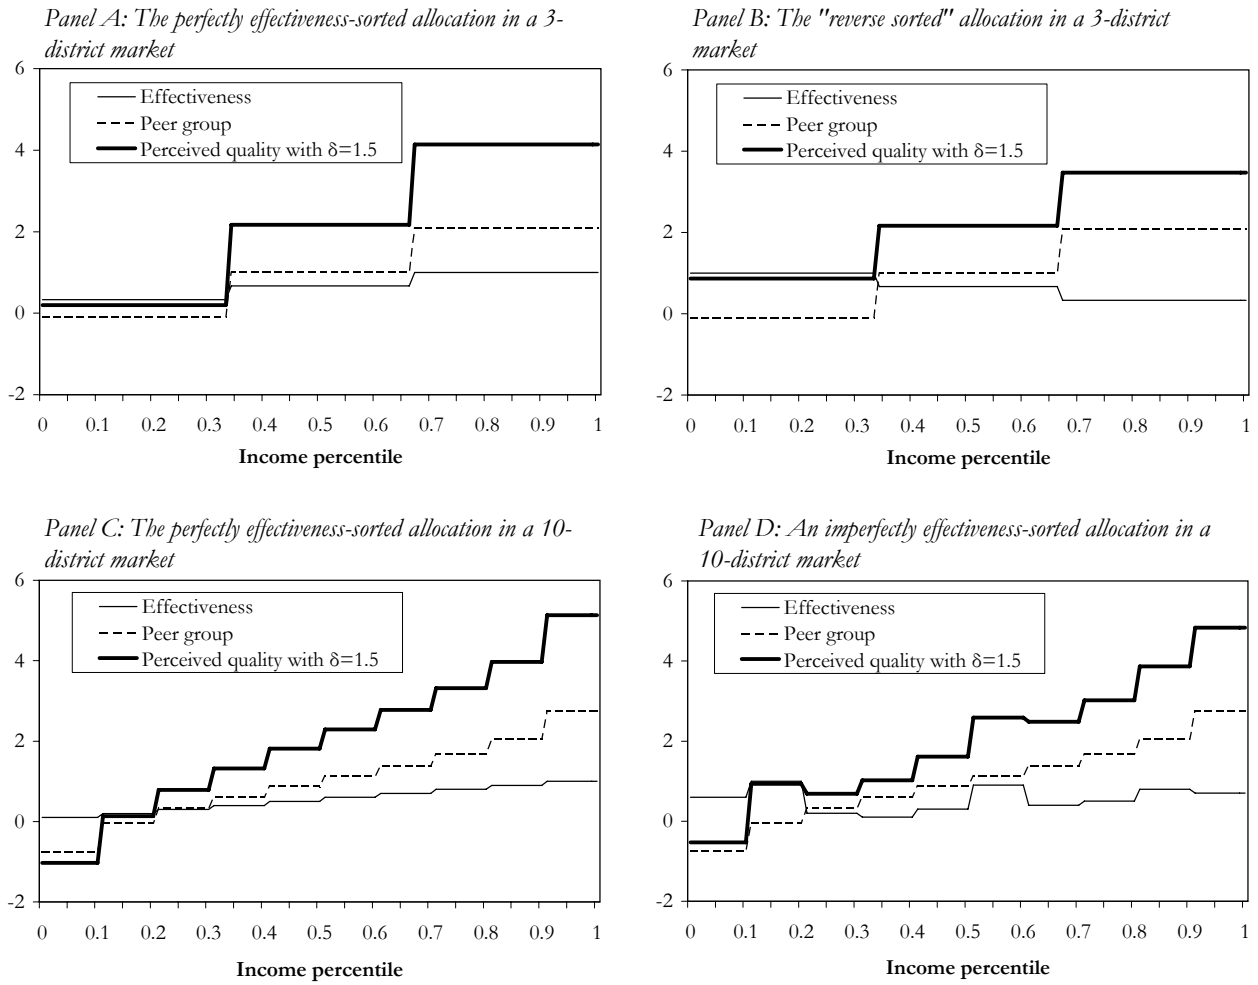 Panel A: The perfectly effectiveness-sorted allocation in a 3-
district market
6
4
2
0
-2
Effectiveness
Peer group
Perceived quality with δ=1.5
0 0.1 0.2 0.3 0.4 0.5 0.6 0.7 0.8 0.9 1
Income percentile
Panel B: The "reverse sorted" allocation in a 3-district
market
6
4
2
0
-2
Effectiveness
Peer group
Perceived quality with δ=1.5
0 0.1 0.2 0.3 0.4 0.5 0.6 0.7 0.8 0.9 1
Income percentile
Panel C: The perfectly effectiveness-sorted allocation in a 10-
district market
6
4
2
0
-2
Effectiveness
Peer group
Perceived quality with δ=1.5
0 0.1 0.2 0.3 0.4 0.5 0.6 0.7 0.8 0.9 1
Income percentile
Panel D: An imperfectly effectiveness-sorted allocation in a
10-district market
6
4
2
0
-2
Effectiveness
Peer group
Perceived quality with δ=1.5
0 0.1 0.2 0.3 0.4 0.5 0.6 0.7 0.8 0.9 1
Income percentile